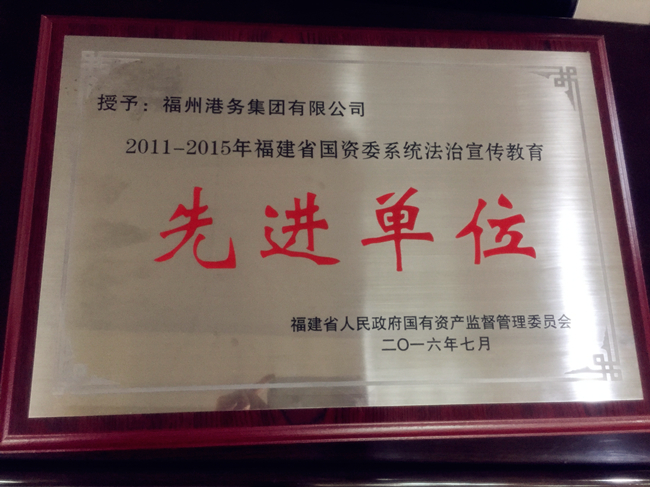 授予：福州港务集团有限公司
2011-2015年福建省国资委系统法治宣传教育
先进单位
福建省人民政府国有资产监督管理委员会
二〇一六年七月